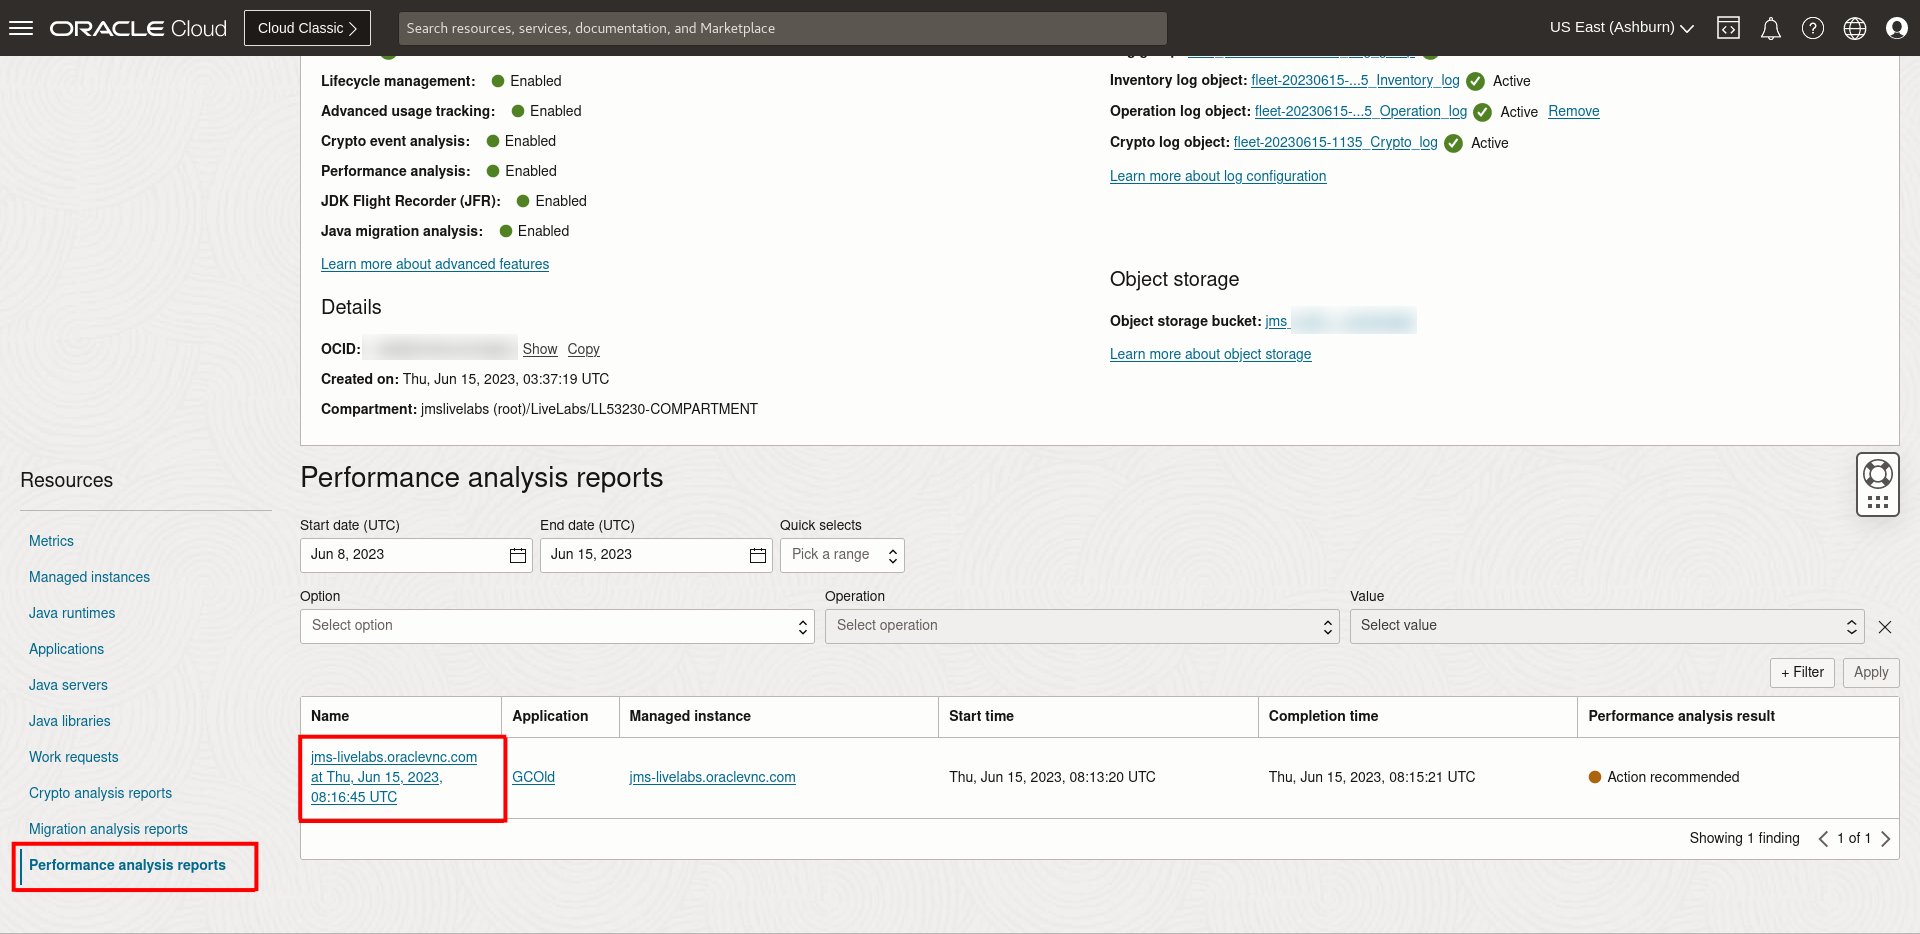 ORACLE Cloud
Cloud Classic
Search resources, services, documentation, and Marketplace
US East (Ashburn)
Lifecycle management: Enabled
Advanced usage tracking: Enabled
Crypto event analysis: Enabled
Performance analysis: Enabled
JDK Flight Recorder (JFR): Enabled
Java migration analysis: Enabled
Learn more about advanced features
Inventory log object: fleet-20230615-...5_Inventory_log Active
Operation log object: fleet-20230615-...5_Operation_log Active Remove
Crypto log object: fleet-20230615-1135_Crypto_log Active
Learn more about log configuration
Details
OCID: Show Copy
Created on: Thu, Jun 15, 2023, 03:37:19 UTC
Compartment: jmslivelabs (root)/LiveLabs/LL53230-COMPARTMENT
Object storage
Object storage bucket: jms
Learn more about object storage
Resources
Metrics
Managed instances
Java runtimes
Applications
Java servers
Java libraries
Work requests
Crypto analysis reports
Migration analysis reports
Performance analysis reports
Performance analysis reports
Start date (UTC) End date (UTC) Quick selects
Jun 8, 2023 Jun 15, 2023 Pick a range
Option Operation Value
Select option Select operation Select value
+ Filter Apply
Name Application Managed instance Start time Completion time Performance analysis result
jms-livelabs.oraclevnc.com
at Thu, Jun 15, 2023,
08:16:45 UTC
GCOld jms-livelabs.oraclevnc.com Thu, Jun 15, 2023, 08:13:20 UTC Thu, Jun 15, 2023, 08:15:21 UTC Action recommended
Showing 1 finding 1 of 1